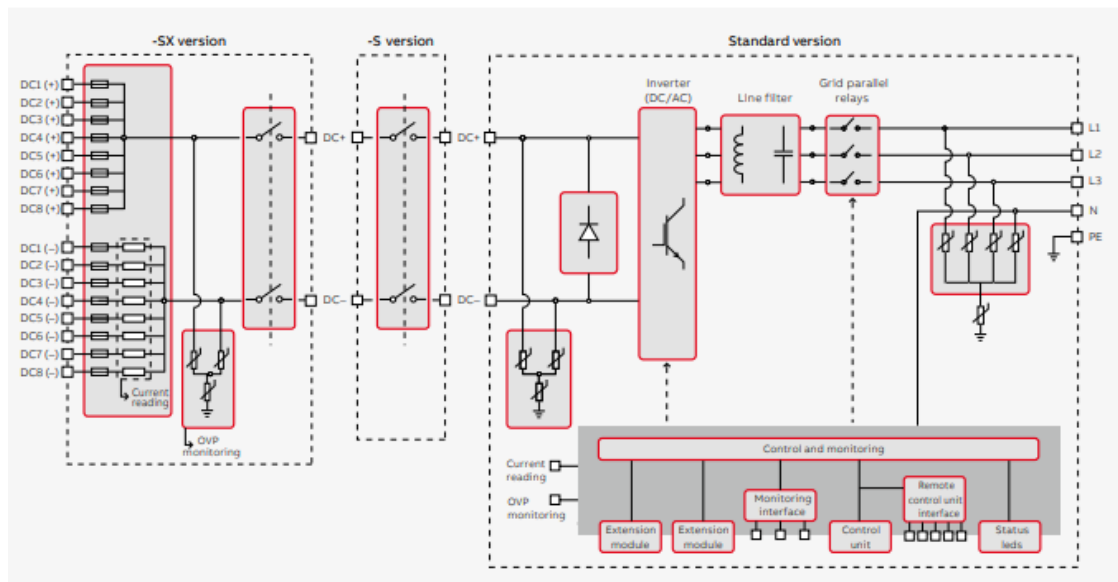 -SX version
-S version
Standard version
Inverter
(DC/AC)
Line filter
Grid parallel
relays
DC1 (+)
DC2 (+)
DC3 (+)
DC4 (+)
DC5 (+)
DC6 (+)
DC7 (+)
DC8 (+)
DC1 (–)
DC2 (–)
DC3 (–)
DC4 (–)
DC5 (–)
DC6 (–)
DC7 (–)
DC8 (–)
Current
reading
OVP
monitoring
DC+
DC–
DC+
DC–
L1
L2
L3
N
PE
Control and monitoring
Current
reading
OVP
monitoring
Extension
module
Extension
module
Monitoring
interface
Control
unit
Remote
control unit
interface
Status
leds